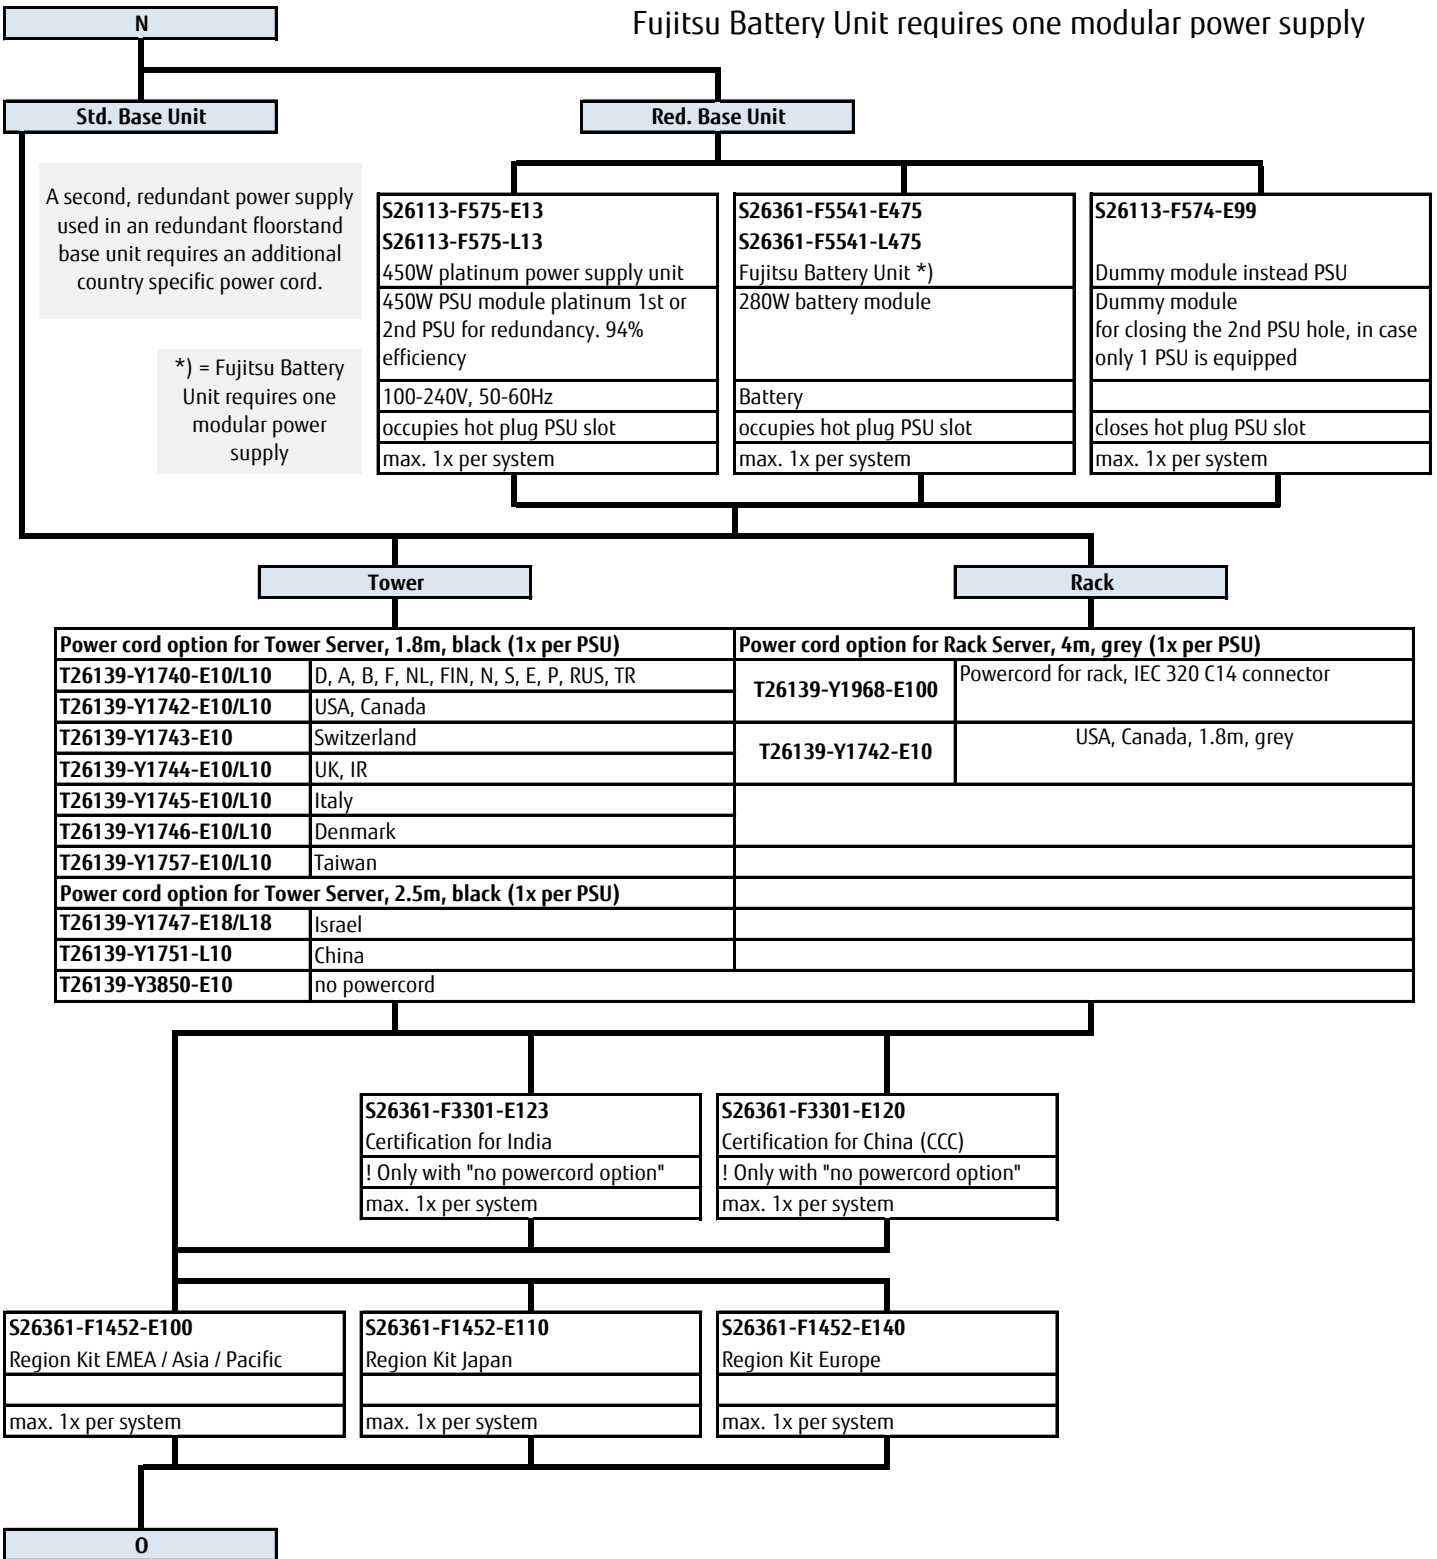 N
Fujitsu Battery Unit requires one modular power supply
Std. Base Unit
Red. Base Unit
A second, redundant power supply
used in an redundant floorstand
base unit requires an additional
country specific power cord.
*) = Fujitsu Battery
Unit requires one
modular power
supply
S26113-F575-E13
S26113-F575-L13
450W platinum power supply unit
450W PSU module platinum 1st or
2nd PSU for redundancy. 94%
efficiency
100-240V, 50-60Hz
occupies hot plug PSU slot
max. 1x per system
S26361-F5541-E475
S26361-F5541-L475
Fujitsu Battery Unit *)
280W battery module
Battery
occupies hot plug PSU slot
max. 1x per system
S26113-F574-E99
Dummy module instead PSU
Dummy module
for closing the 2nd PSU hole, in case
only 1 PSU is equipped
closes hot plug PSU slot
max. 1x per system
Tower
Rack
Power cord option for Tower Server, 1.8m, black (1x per PSU)
T26139-Y1740-E10/L10 D, A, B, F, NL, FIN, N, S, E, P, RUS, TR
T26139-Y1742-E10/L10 USA, Canada
T26139-Y1743-E10 Switzerland
T26139-Y1744-E10/L10 UK, IR
T26139-Y1745-E10/L10 Italy
T26139-Y1746-E10/L10 Denmark
T26139-Y1757-E10/L10 Taiwan
Power cord option for Tower Server, 2.5m, black (1x per PSU)
T26139-Y1747-E18/L18 Israel
T26139-Y1751-L10 China
T26139-Y3850-E10 no powercord
Power cord option for Rack Server, 4m, grey (1x per PSU)
T26139-Y1968-E100 Powercord for rack, IEC 320 C14 connector
T26139-Y1742-E10 USA, Canada, 1.8m, grey
S26361-F3301-E123
Certification for India
! Only with "no powercord option"
max. 1x per system
S26361-F3301-E120
Certification for China (CCC)
! Only with "no powercord option"
max. 1x per system
S26361-F1452-E100
Region Kit EMEA / Asia / Pacific
max. 1x per system
S26361-F1452-E110
Region Kit Japan
max. 1x per system
S26361-F1452-E140
Region Kit Europe
max. 1x per system
O